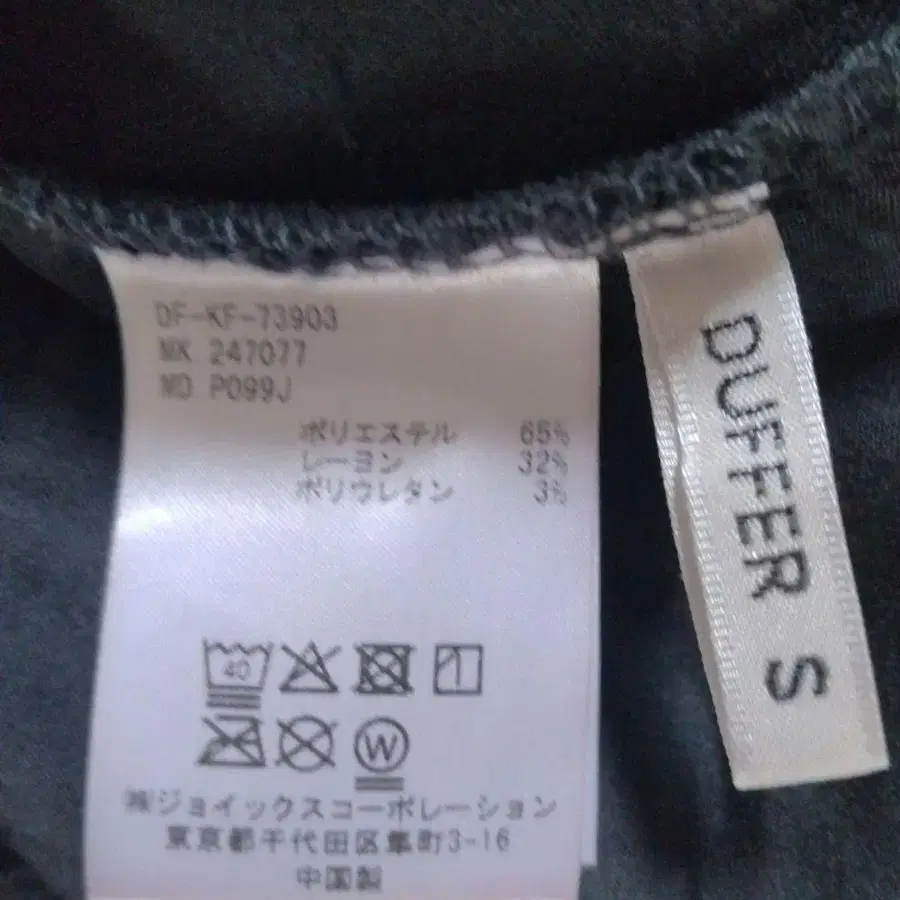 DF-KF-73903
MK 247077
MO P099J
ポリエステル 65%
レーヨン 32%
ポリウレタン 3%
40
W
㈱ジョイックスコーポレーション
東京都千代田区隼町3-16
中国製
DUFFER S